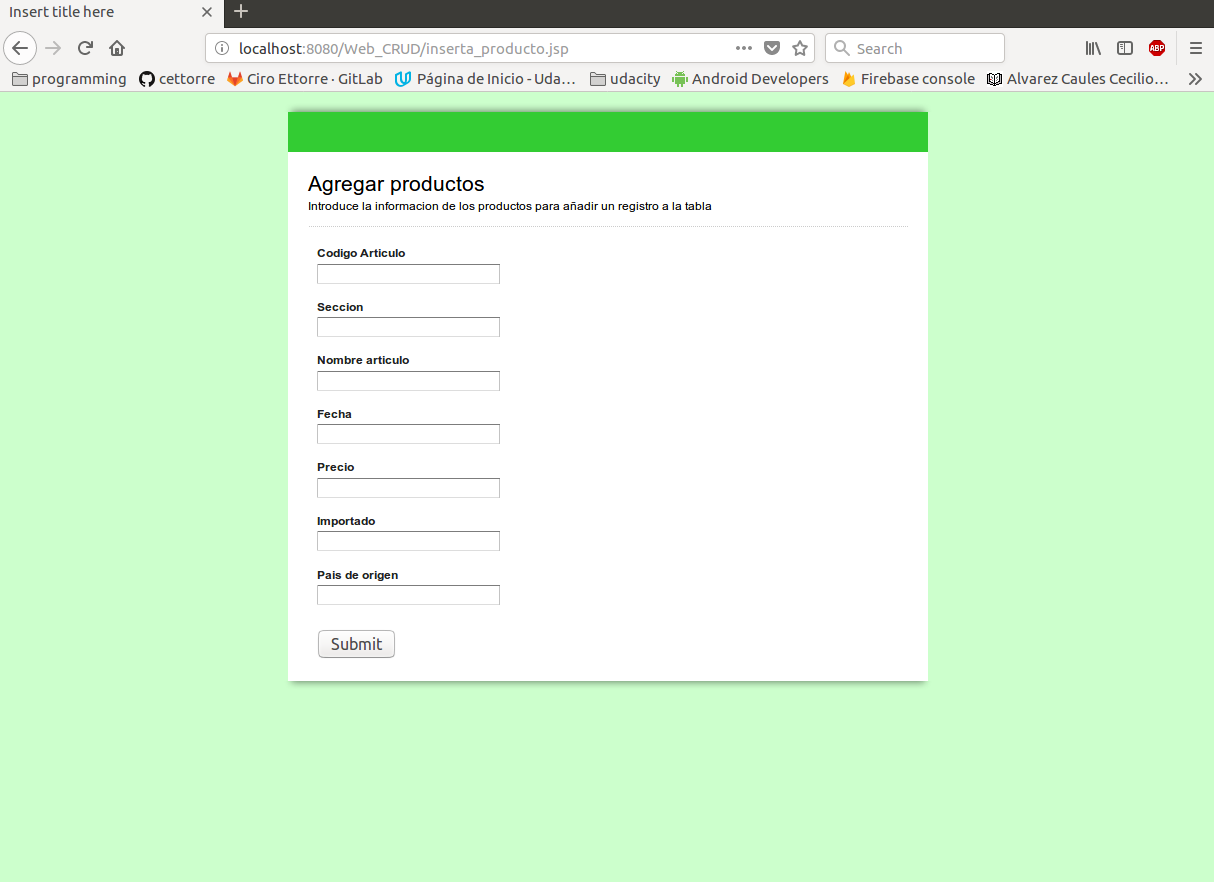 Insert title here
localhost:8080/Web_CRUD/inserta_producto.jsp
Search
ABP
programming cettorre Ciro Ettorre · GitLab Página de Inicio - Uda… udacity Android Developers Firebase console Alvarez Caules Cecilio…
Agregar productos
Introduce la informacion de los productos para añadir un registro a la tabla
Codigo Articulo
Seccion
Nombre articulo
Fecha
Precio
Importado
Pais de origen
Submit